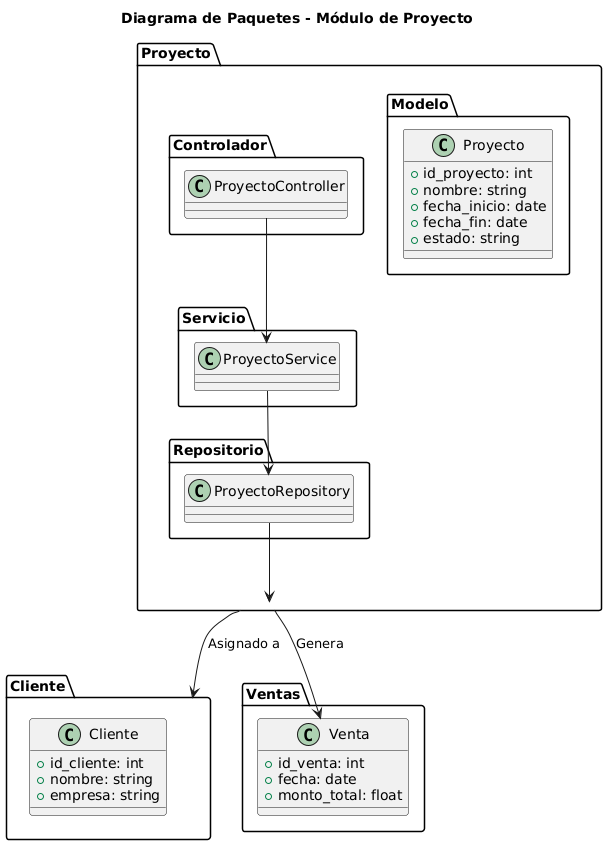 Diagrama de Paquetes - Módulo de Proyecto
Proyecto
Modelo
C Proyecto
id_proyecto: int
nombre: string
fecha_inicio: date
fecha_fin: date
estado: string
Controlador
C ProyectoController
Servicio
C ProyectoService
Repositorio
C ProyectoRepository
Asignado a
Genera
Cliente
C Cliente
id_cliente: int
nombre: string
empresa: string
Ventas
C Venta
id_venta: int
fecha: date
monto_total: float